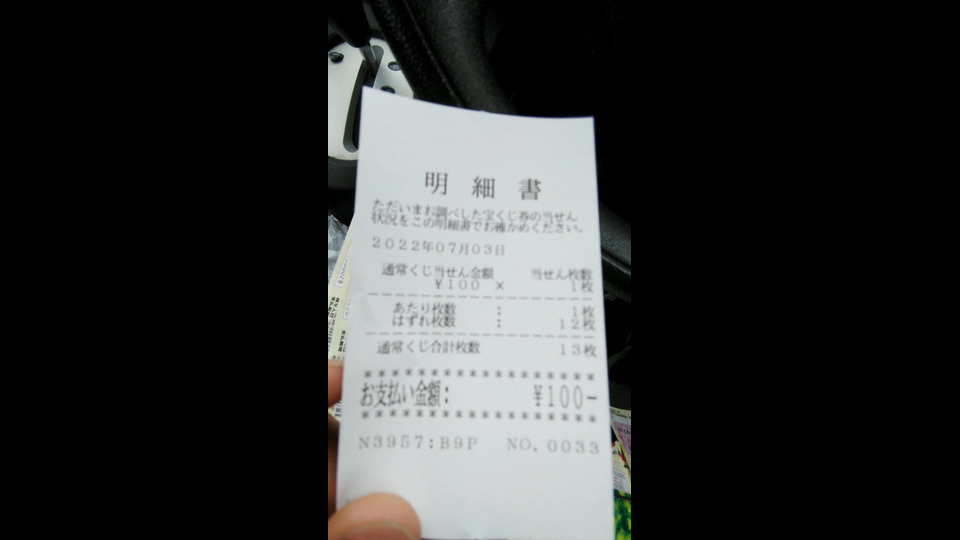 明細書
ただいまお調べした宝くじ券の当せん
状況をこの明細書でお確かめください。
2022年07月03日
通常くじ当せん金額 当せん枚数
¥100 × 1枚
あたり枚数 : 1枚
はずれ枚数 : 12枚
通常くじ合計枚数 13枚
お支払い金額: ¥100-
N3957:B9P NO.0033